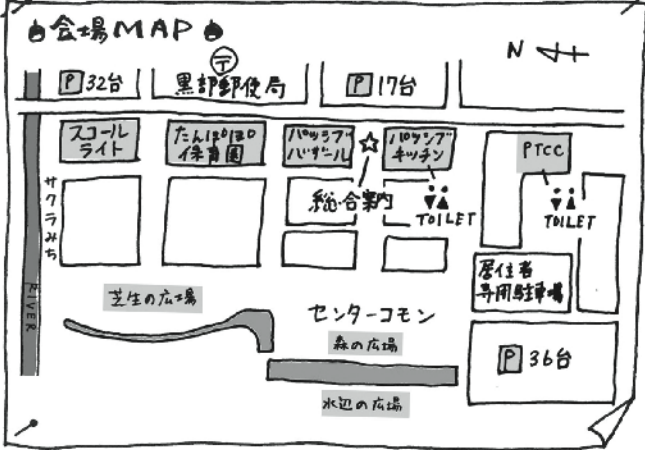 会場MAP
N
〒
P 32台
黒部郵便局
P 17台
スコール
ライト
たんぽぽ
保育園
パッシブ
バザール
☆
パッシブ
キッチン
PTCC
サクラみち
総合案内
TOILET
TOILET
居住者
専用駐車場
RIVER
芝生の広場
センターコモン
森の広場
P 36台
水辺の広場